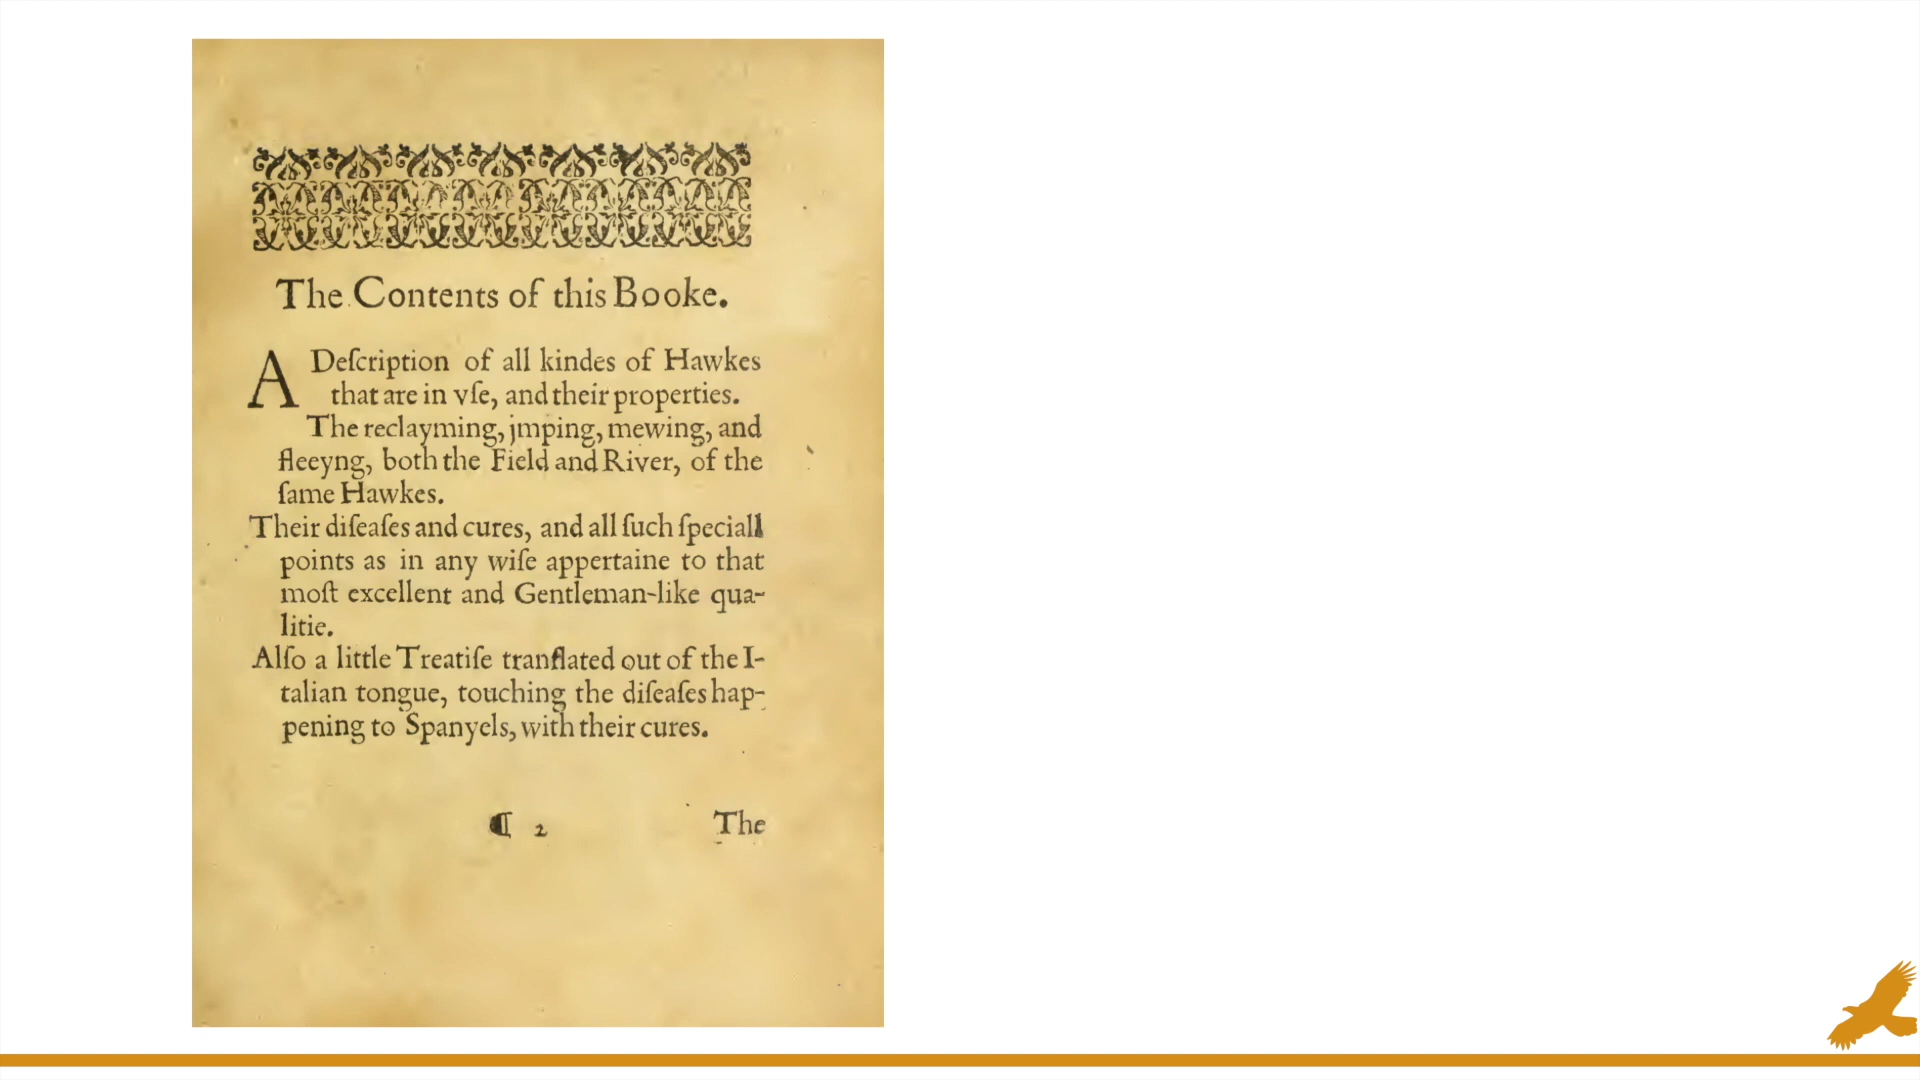 The Contents of this Booke.
A Deſcription of all kindes of Hawkes
that are in vſe, and their properties.
The reclayming, jmping, mewing, and
fleeyng, both the Field and River, of the
ſame Hawkes.
Their diſeaſes and cures, and all ſuch ſpeciall
points as in any wiſe appertaine to that
moſt excellent and Gentleman-like qua-
litie.
Alſo a little Treatiſe tranſlated out of the I-
talian tongue, touching the diſeaſes hap-
pening to Spanyels, with their cures.
¶ 2 The